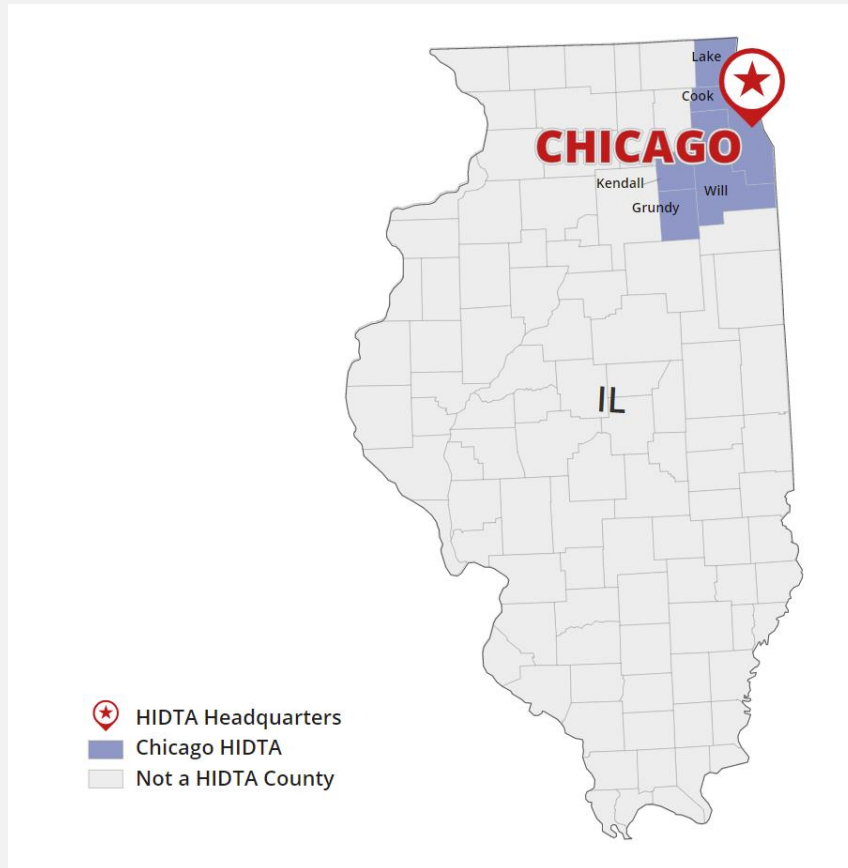 Lake
Cook
CHICAGO
Kendall
Will
Grundy
IL
HIDTA Headquarters
Chicago HIDTA
Not a HIDTA County